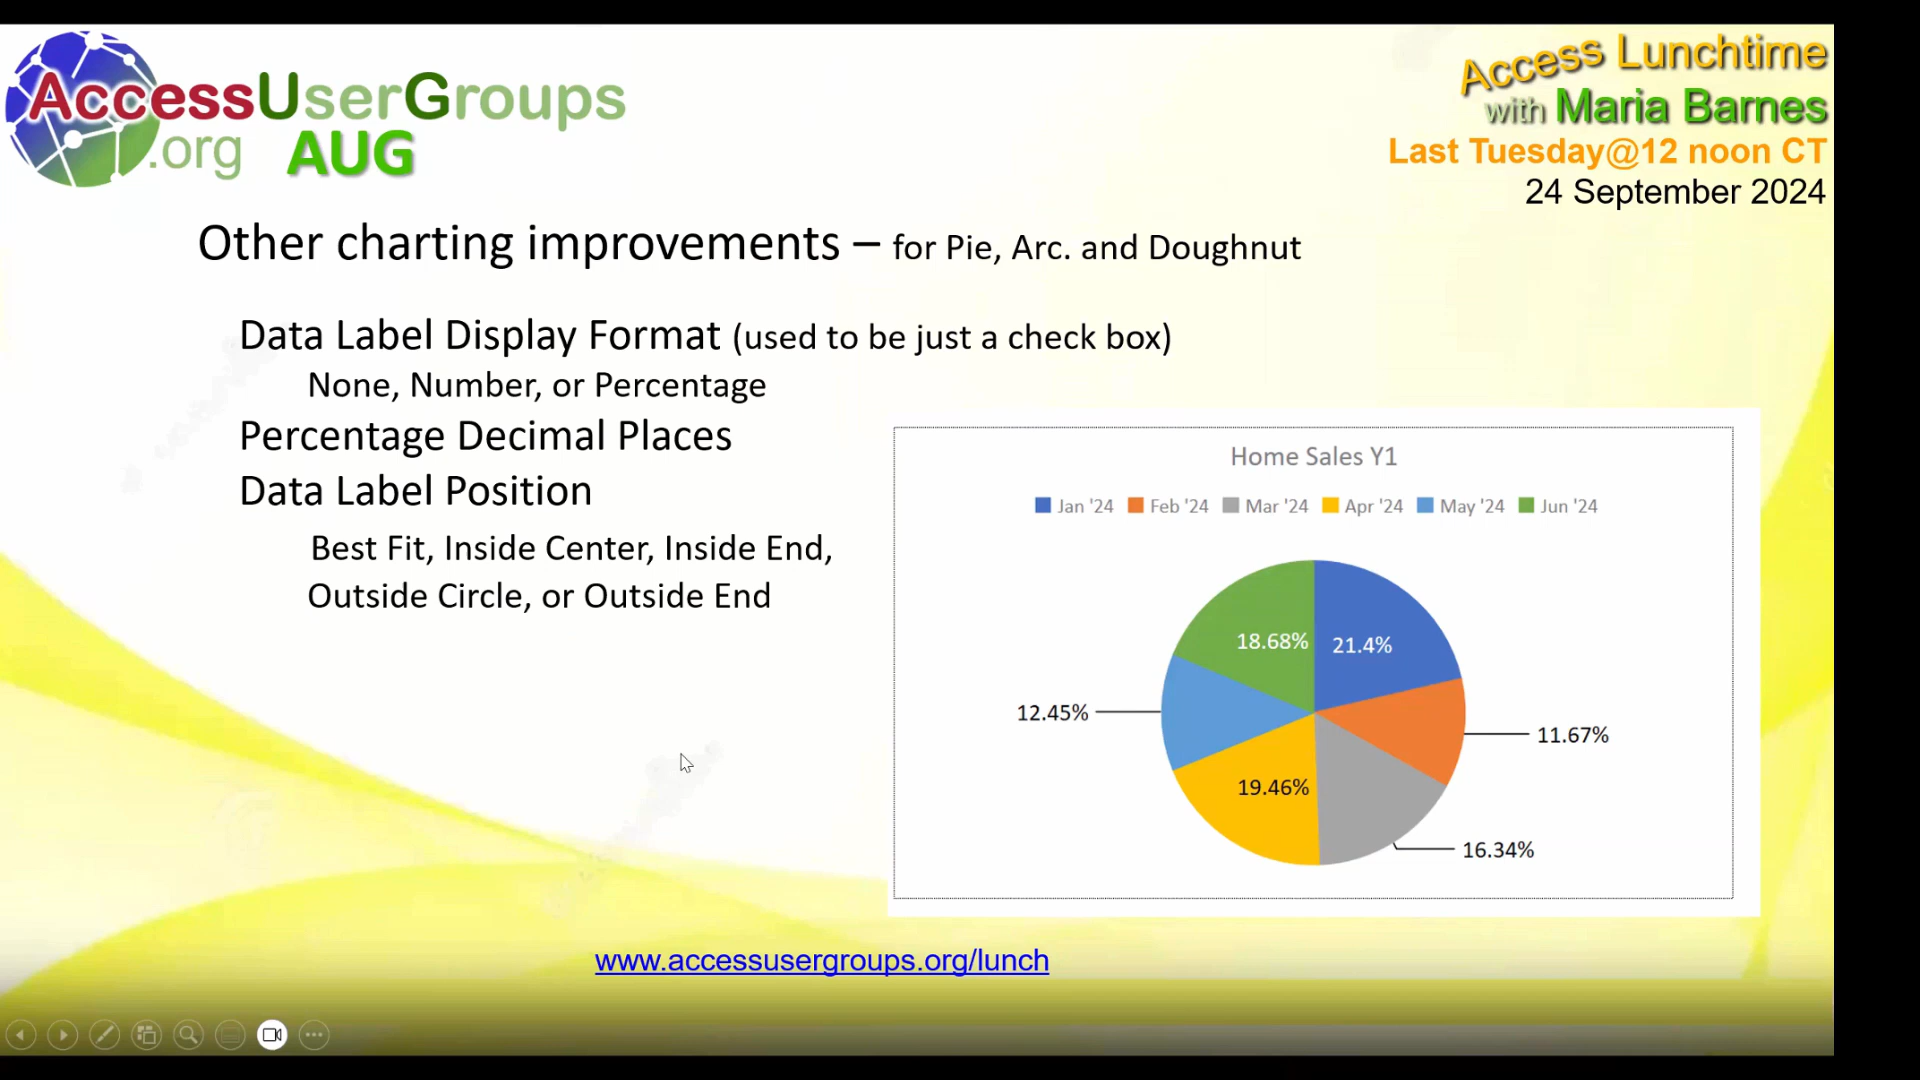 AccessUserGroups
.org AUG
Access Lunchtime
with Maria Barnes
Last Tuesday@12 noon CT
24 September 2024
Other charting improvements – for Pie, Arc. and Doughnut
Data Label Display Format (used to be just a check box)
None, Number, or Percentage
Percentage Decimal Places
Data Label Position
Best Fit, Inside Center, Inside End,
Outside Circle, or Outside End
Home Sales Y1
Jan '24 Feb '24 Mar '24 Apr '24 May '24 Jun '24
18.68% 21.4%
12.45%
11.67%
19.46%
16.34%
www.accessusergroups.org/lunch